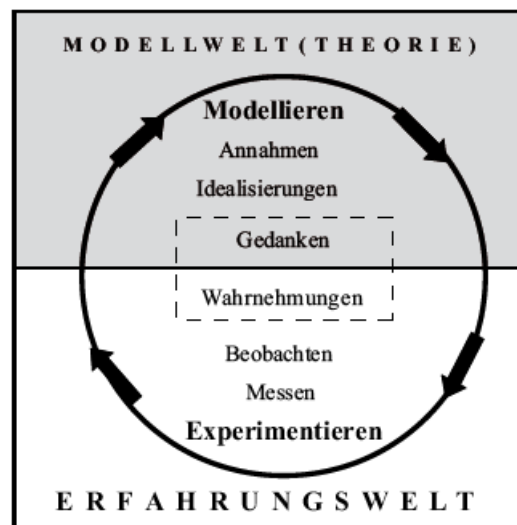 MODELLWELT(THEORIE)
Modellieren
Annahmen
Idealisierungen
Gedanken
Wahrnehmungen
Beobachten
Messen
Experimentieren
ERFAHRUNGSWELT